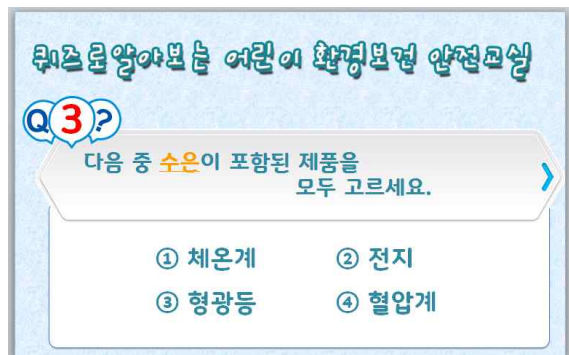 퀴즈로알아보는 어린이 환경보건 안전교실
Q3?
다음 중 수은이 포함된 제품을
모두 고르세요.
① 체온계 ② 전지
③ 형광등 ④ 혈압계